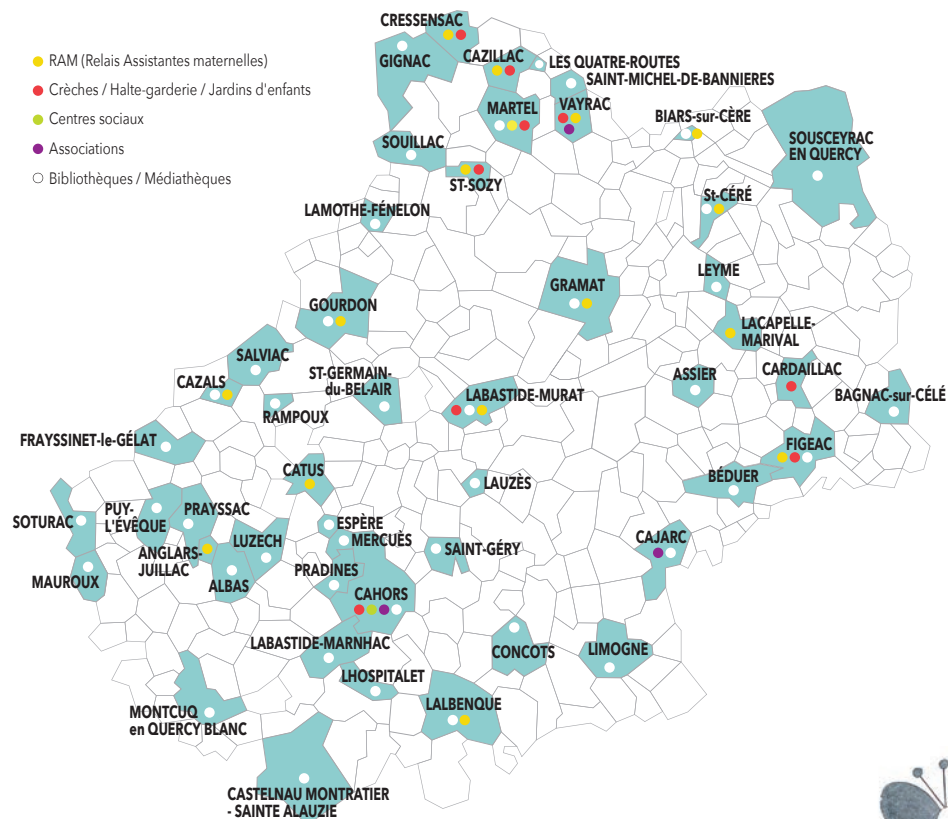 RAM (Relais Assistantes maternelles)
Crèches / Halte-garderie / Jardins d'enfants
Centres sociaux
Associations
Bibliothèques / Médiathèques
CRESSENSAC
GIGNAC
CAZILLAC
LES QUATRE-ROUTES
SAINT-MICHEL-DE-BANNIERES
MARTEL
VAYRAC
BIARS-sur-CÈRE
SOUSCEYRAC
EN QUERCY
SOUILLAC
ST-SOZY
St-CÉRÉ
LAMOTHE-FÉNELON
LEYME
GRAMAT
GOURDON
LACAPELLE-
MARIVAL
SALVIAC
CAZALS
ST-GERMAIN-
du-BEL-AIR
RAMPOUX
LABASTIDE-MURAT
ASSIER
CARDAILLAC
BAGNAC-sur-CÉLÉ
FRAYSSINET-le-GÉLAT
FIGEAC
CATUS
LAUZÈS
BÉDUER
SOTURAC
PUY-
L'ÉVÊQUE
PRAYSSAC
LUZECH
ESPÈRE
MERCUÈS
SAINT-GÉRY
CAJARC
ANGLARS-
JUILLAC
MAUROUX
ALBAS
PRADINES
CAHORS
LABASTIDE-MARNHAC
CONCOTS
LIMOGNE
LHOSPITALET
LALBENQUE
MONTCUQ
en QUERCY BLANC
CASTELNAU MONTRATIER
- SAINTE ALAUZIE